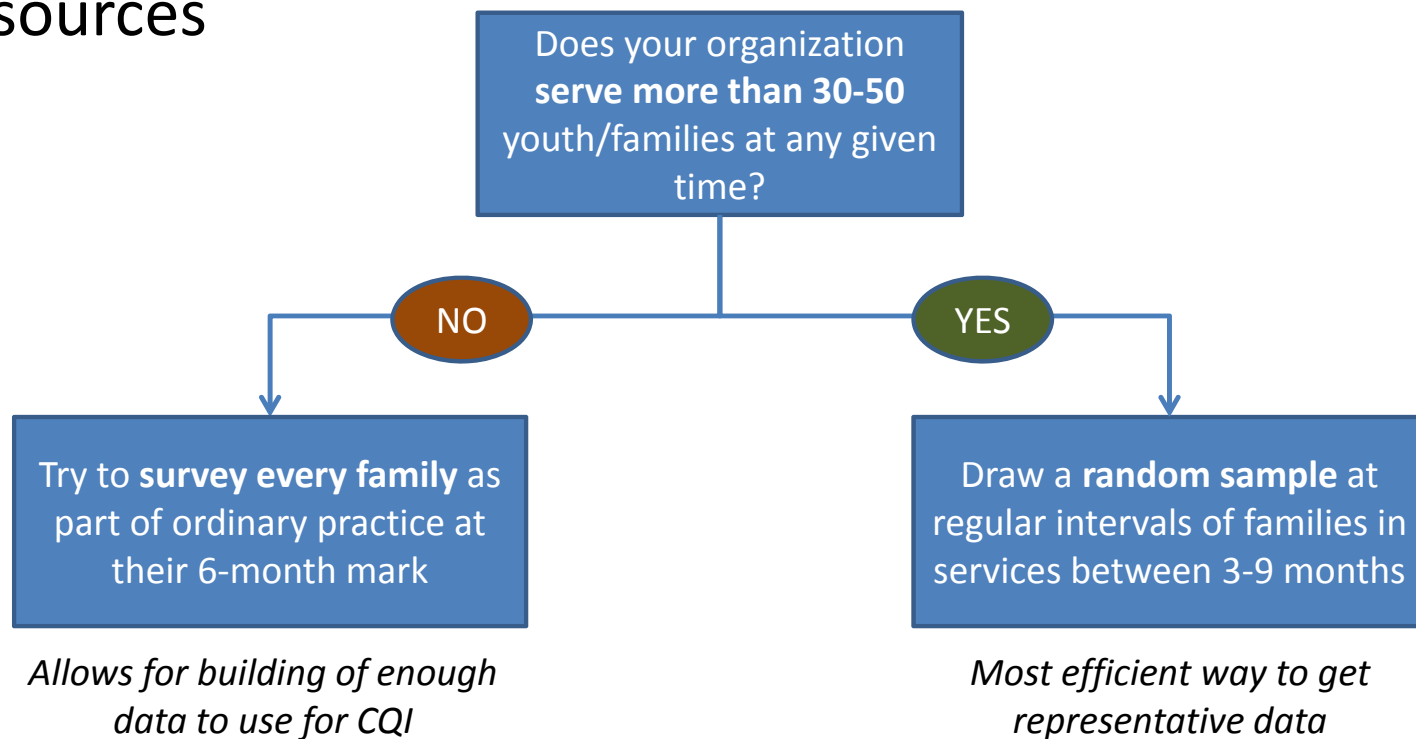 sources
Does your organization
serve more than 30-50
youth/families at any given
time?
NO
YES
Try to survey every family as
part of ordinary practice at
their 6-month mark
Draw a random sample at
regular intervals of families in
services between 3-9 months
Allows for building of enough
data to use for CQI
Most efficient way to get
representative data